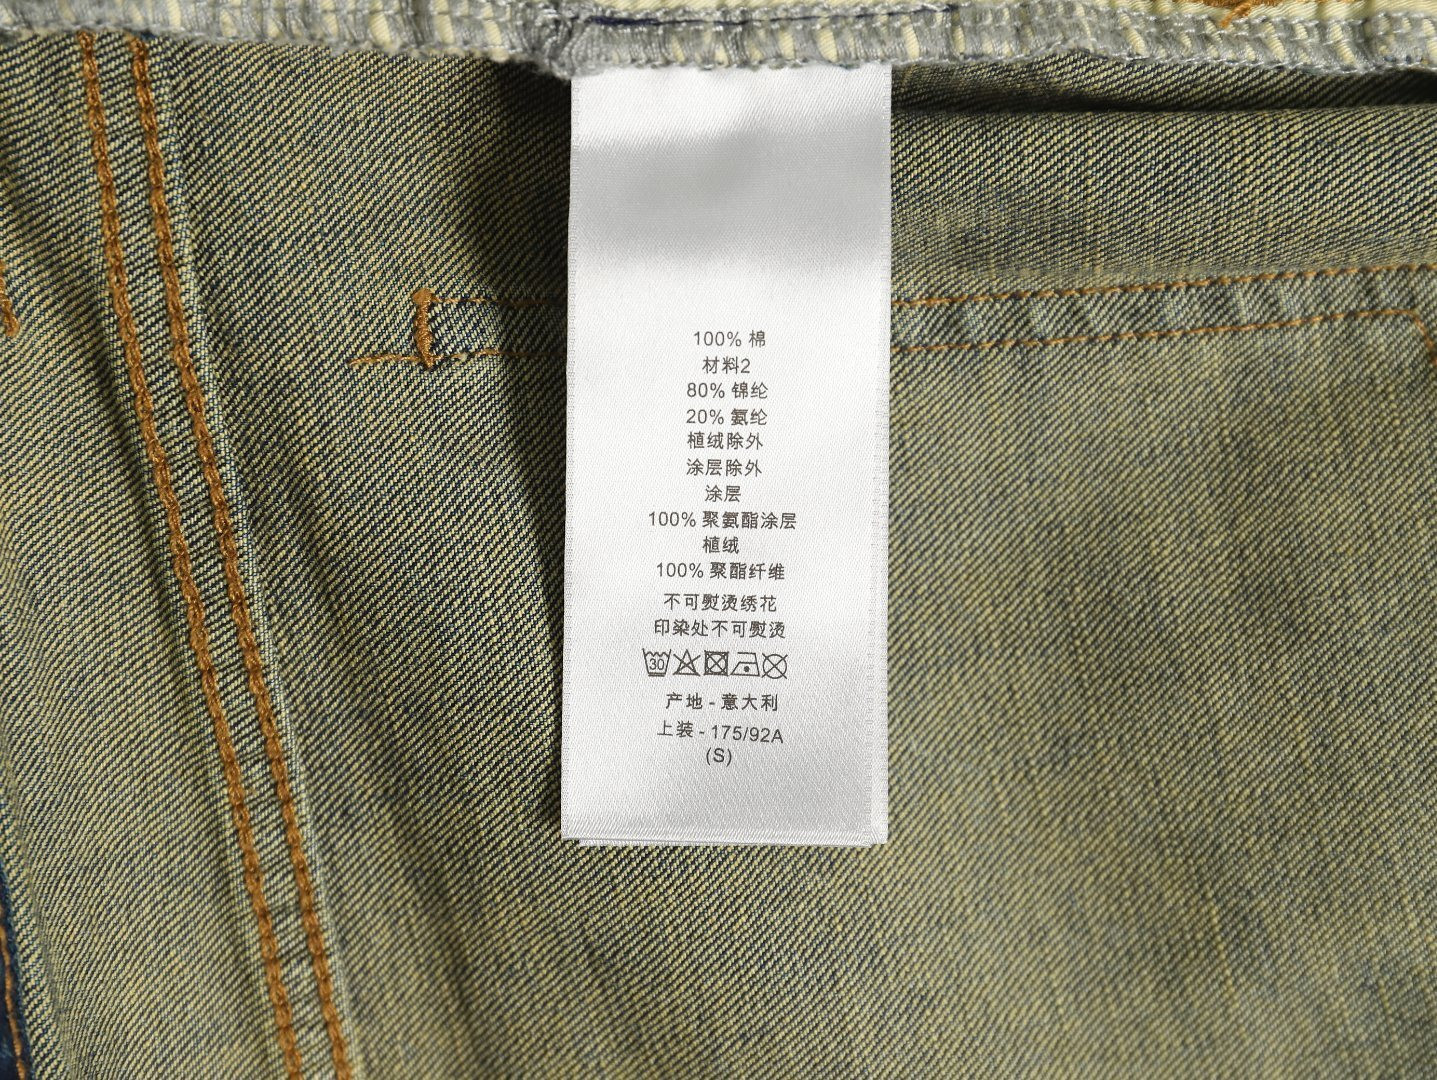 100% 棉
材料2
80% 锦纶
20% 氨纶
植绒除外
涂层除外
涂层
100% 聚氨酯涂层
植绒
100% 聚酯纤维
不可熨烫绣花
印染处不可熨烫
30
产地 - 意大利
上装 - 175/92A
(S)